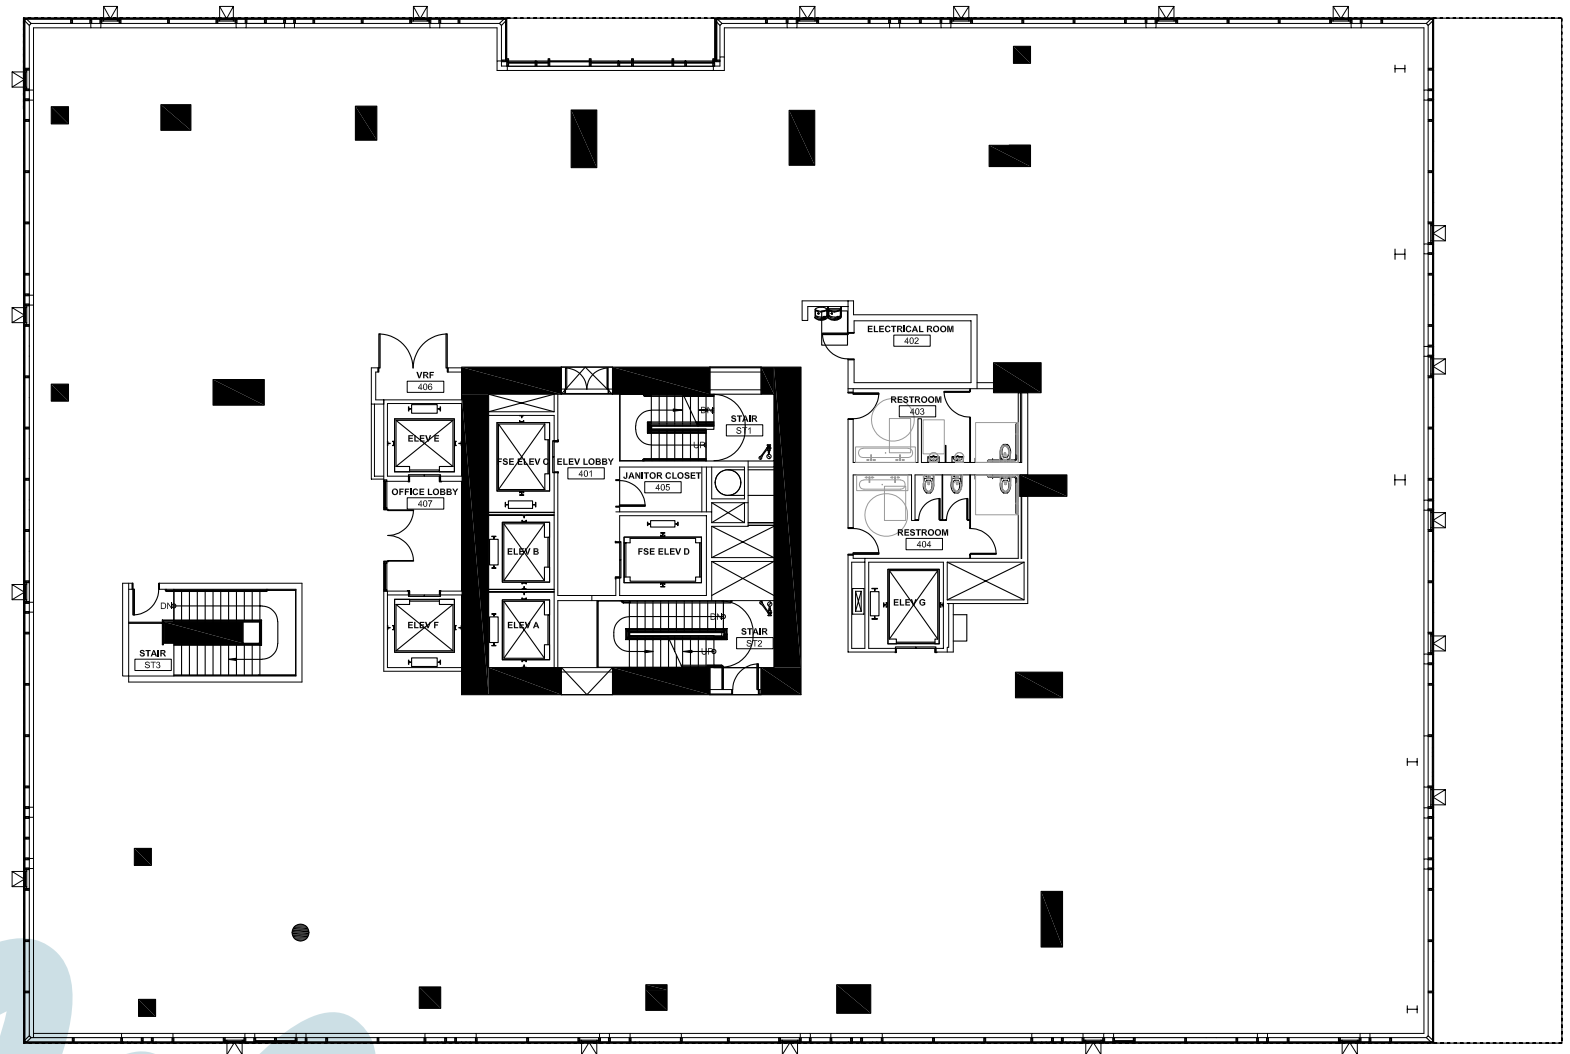 ELECTRICAL ROOM
402
VRF
406
RESTROOM
403
DN
STAIR
ST1
UP
ELEV E
FSE ELEV C
ELEV LOBBY
401
JANITOR CLOSET
405
OFFICE LOBBY
407
ELEV B
FSE ELEV D
RESTROOM
404
DN
ELEV F
ELEV A
DN
UP
STAIR
ST2
ELEV G
STAIR
ST3